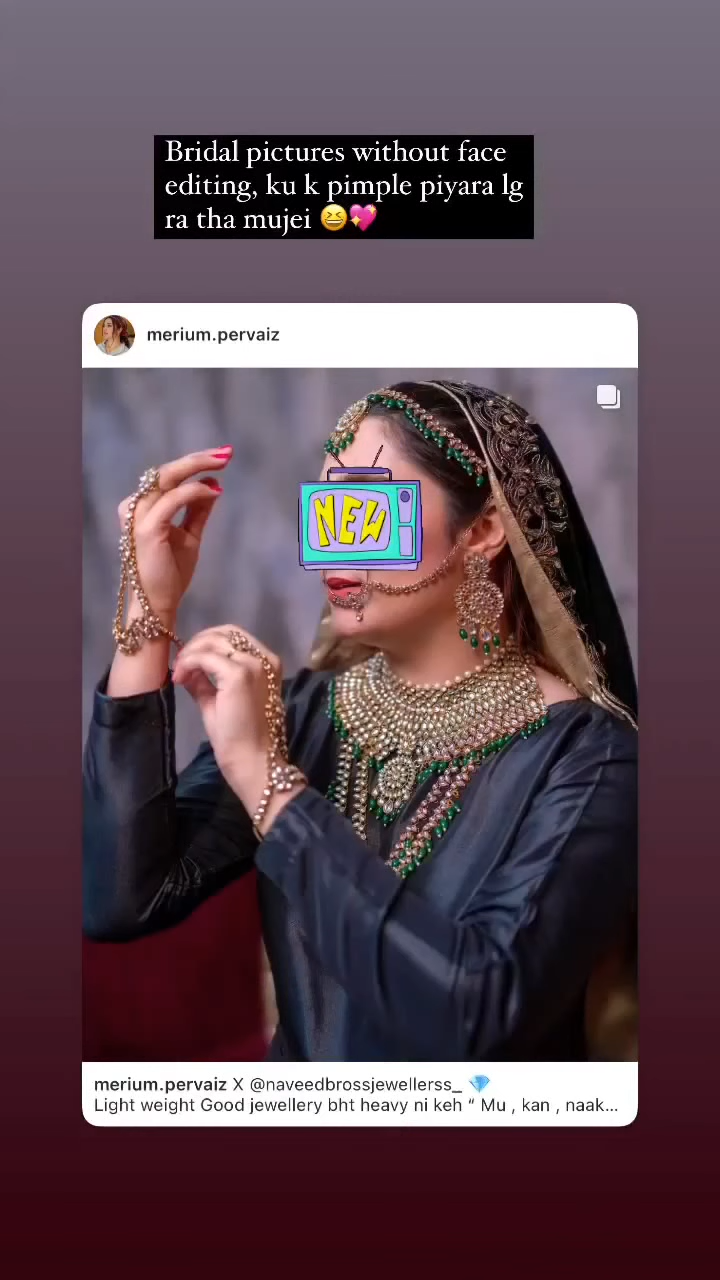 Bridal pictures without face
editing, ku k pimple piyara lg
ra tha mujei 😆💖
merium.pervaiz
NEW
merium.pervaiz X @naveedbrossjewellerss_ 💎
Light weight Good jewellery bht heavy ni keh “ Mu , kan , naak...